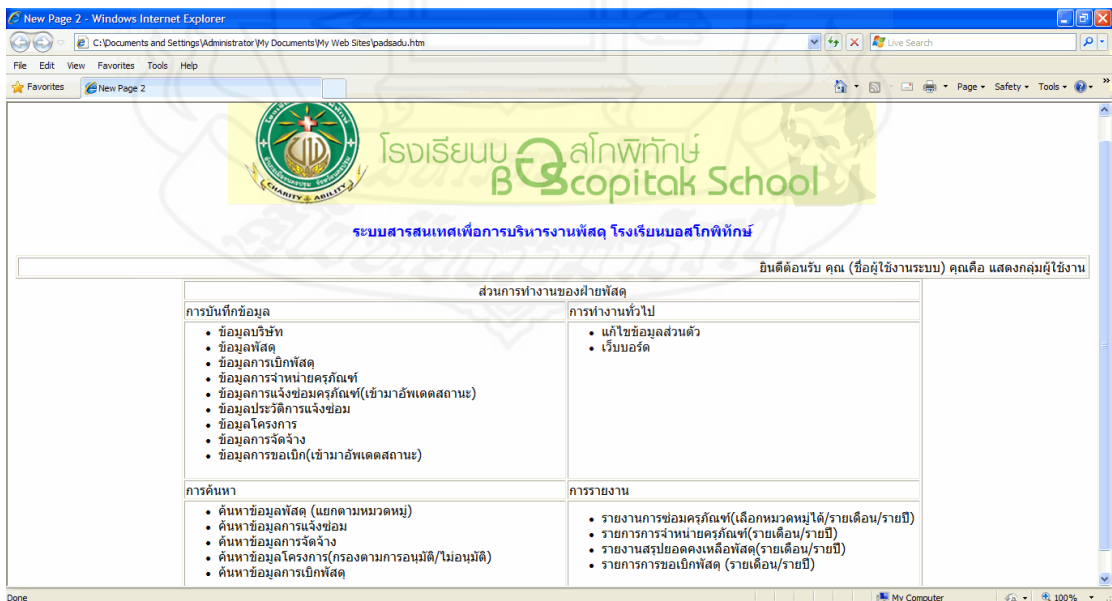 New Page 2 - Windows Internet Explorer
C:\Documents and Settings\Administrator\My Documents\My Web Sites\padsadu.htm
Live Search
File Edit View Favorites Tools Help
Favorites New Page 2 Page Safety Tools
CHARITY ABILITY
โรงเรียนบอสโกพิทักษ์
BOScopitak School
ระบบสารสนเทศเพื่อการบริหารงานพัสดุ โรงเรียนบอสโกพิทักษ์
ยินดีต้อนรับ คุณ (ชื่อผู้ใช้งานระบบ) คุณคือ แสดงกลุ่มผู้ใช้งาน
ส่วนการทำงานของฝ่ายพัสดุ
การบันทึกข้อมูล
ข้อมูลบริษัท
ข้อมูลพัสดุ
ข้อมูลการเบิกพัสดุ
ข้อมูลการจำหน่ายครุภัณฑ์
ข้อมูลการแจ้งซ่อมครุภัณฑ์(เข้ามาอัพเดตสถานะ)
ข้อมูลประวัติการแจ้งซ่อม
ข้อมูลโครงการ
ข้อมูลการจัดจ้าง
ข้อมูลการขอเบิก(เข้ามาอัพเดตสถานะ)
การทำงานทั่วไป
แก้ไขข้อมูลส่วนตัว
เว็บบอร์ด
การค้นหา
ค้นหาข้อมูลพัสดุ (แยกตามหมวดหมู่)
ค้นหาข้อมูลการแจ้งซ่อม
ค้นหาข้อมูลการจัดจ้าง
ค้นหาข้อมูลโครงการ(กรองตามการอนุมัติ/ไม่อนุมัติ)
ค้นหาข้อมูลการเบิกพัสดุ
การรายงาน
รายงานการซ่อมครุภัณฑ์(เลือกหมวดหมู่ได้/รายเดือน/รายปี)
รายการการจำหน่ายครุภัณฑ์(รายเดือน/รายปี)
รายงานสรุปยอดคงเหลือพัสดุ(รายเดือน/รายปี)
รายการการขอเบิกพัสดุ (รายเดือน/รายปี)
Done My Computer 100%